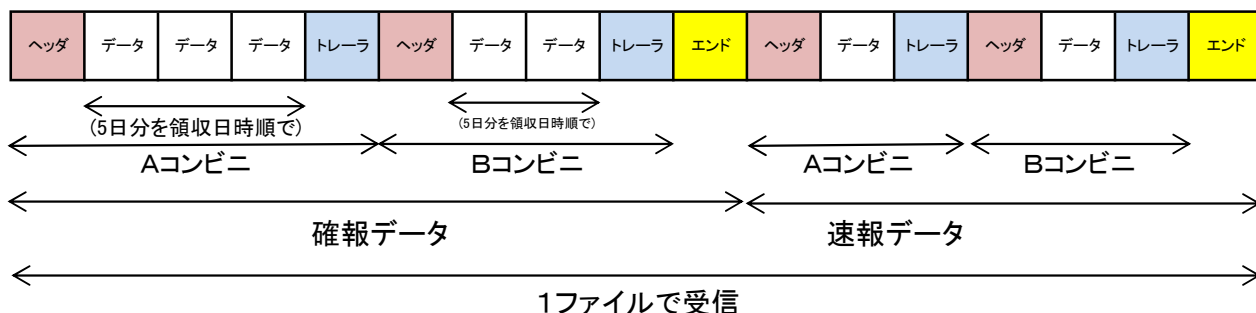 ヘッダ データ データ データ トレーラ ヘッダ データ データ トレーラ エンド ヘッダ データ トレーラ ヘッダ データ トレーラ エンド
(5日分を領収日時順で) (5日分を領収日時順で)
Aコンビニ Bコンビニ Aコンビニ Bコンビニ
確報データ 速報データ
1ファイルで受信